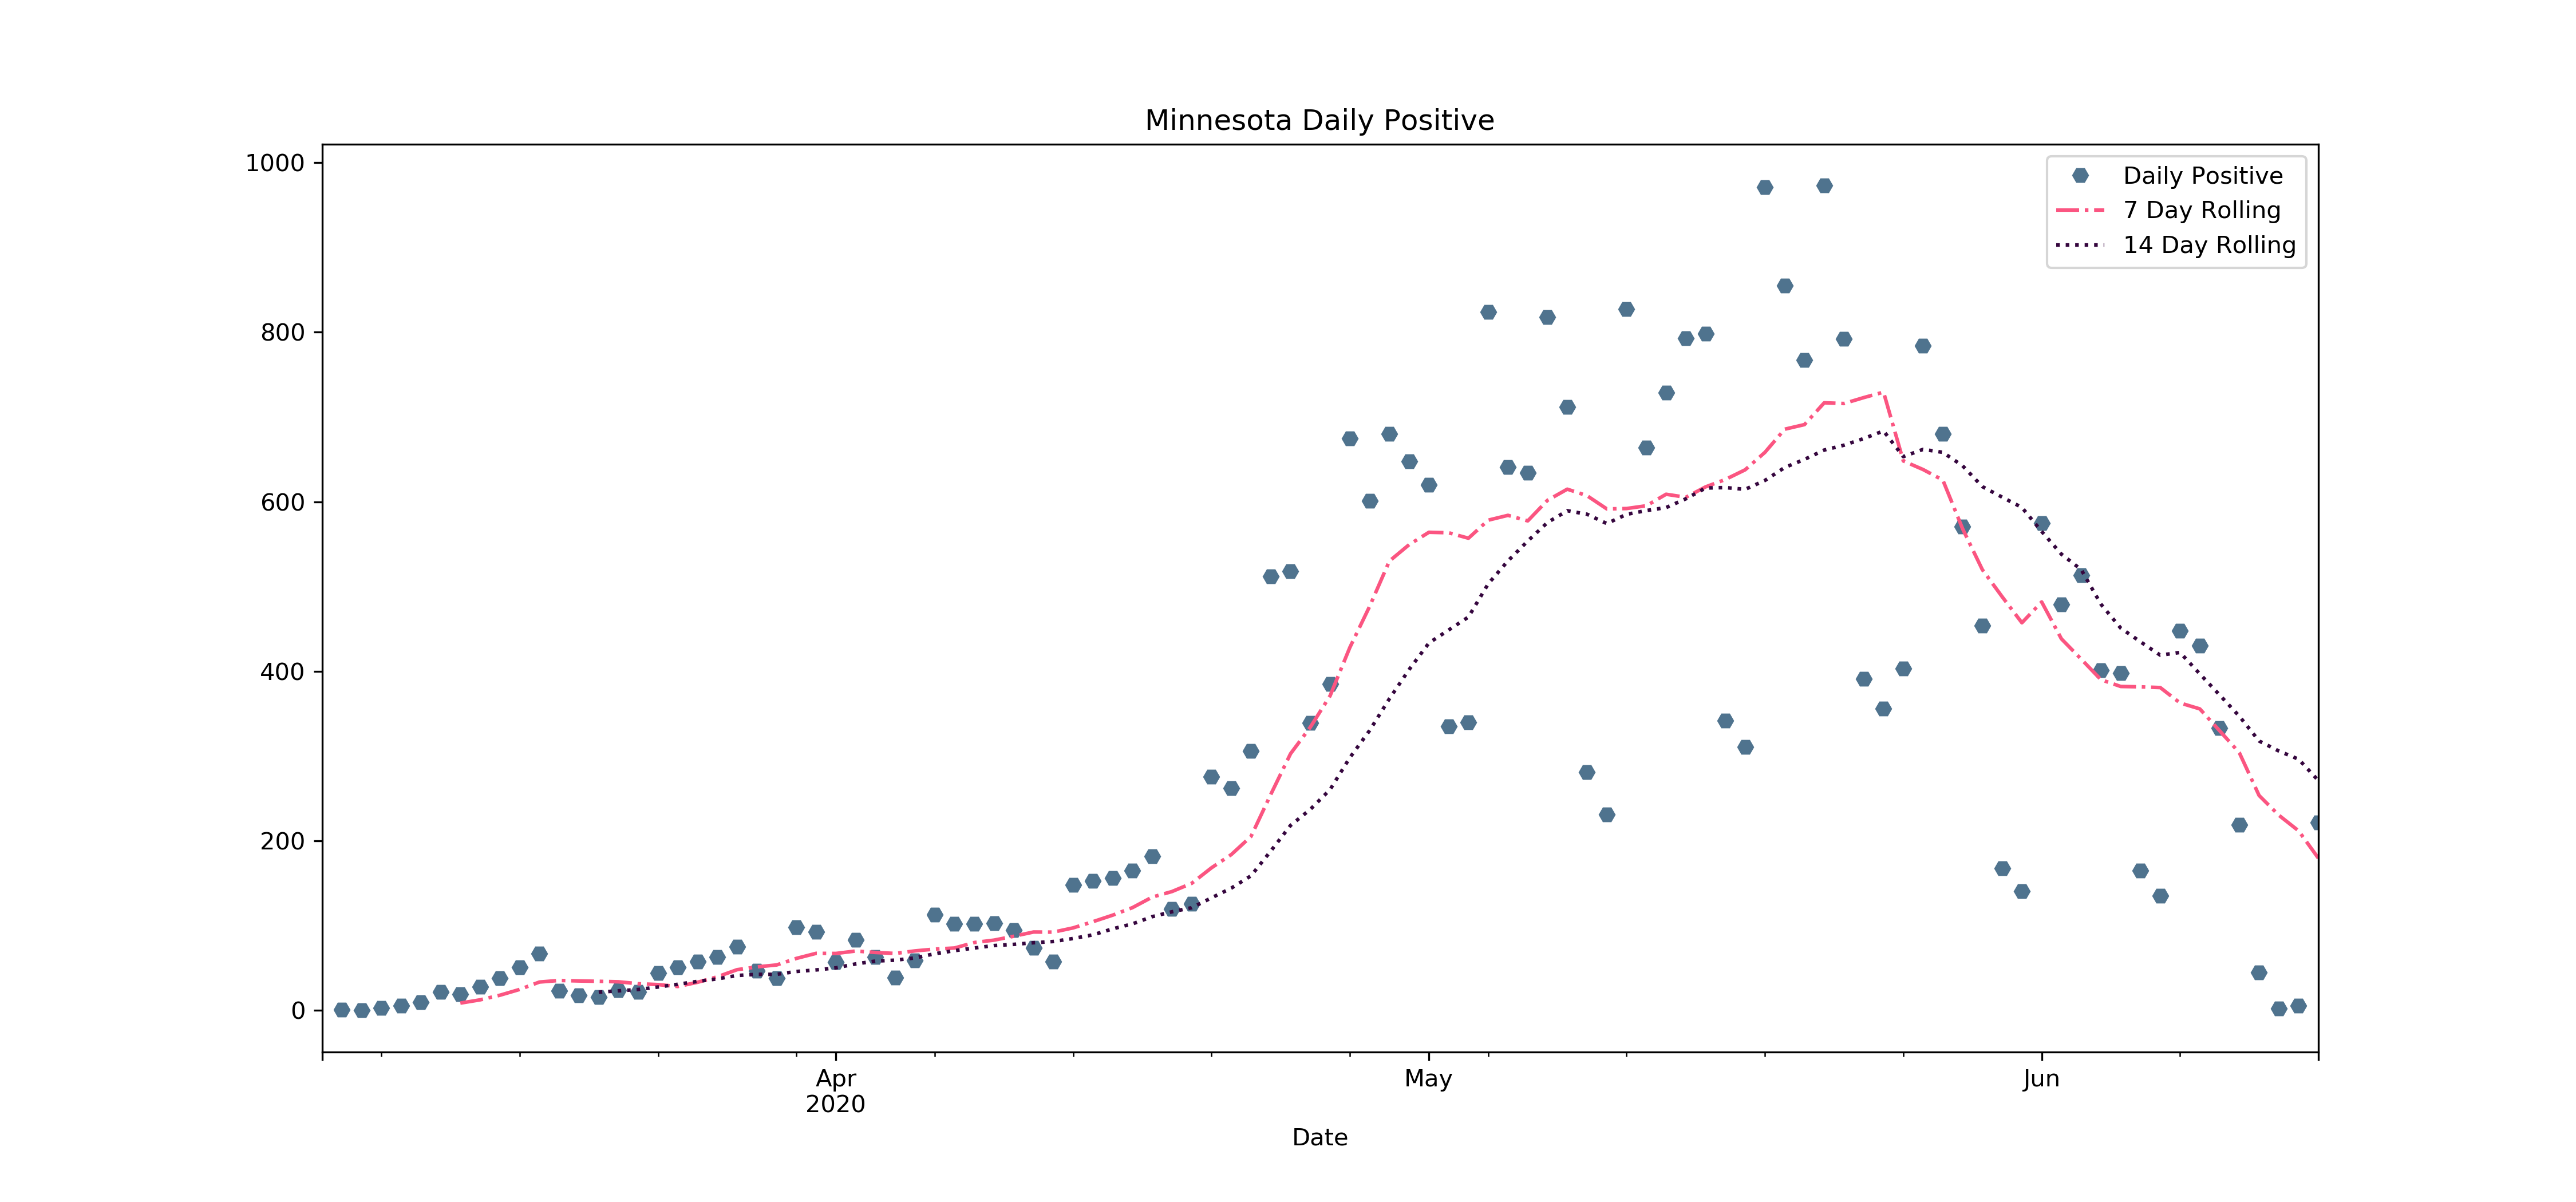 Minnesota Daily Positive
1000
800
600
400
200
0
Daily Positive
7 Day Rolling
14 Day Rolling
Apr
2020
May
Jun
Date